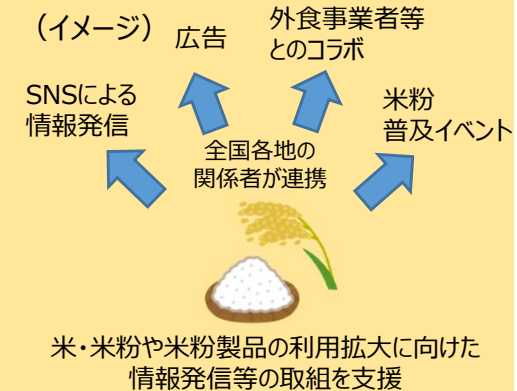 （イメージ）
広告
外食事業者等
とのコラボ
SNSによる
情報発信
米粉
普及イベント
全国各地の
関係者が連携
米・米粉や米粉製品の利用拡大に向けた
情報発信等の取組を支援